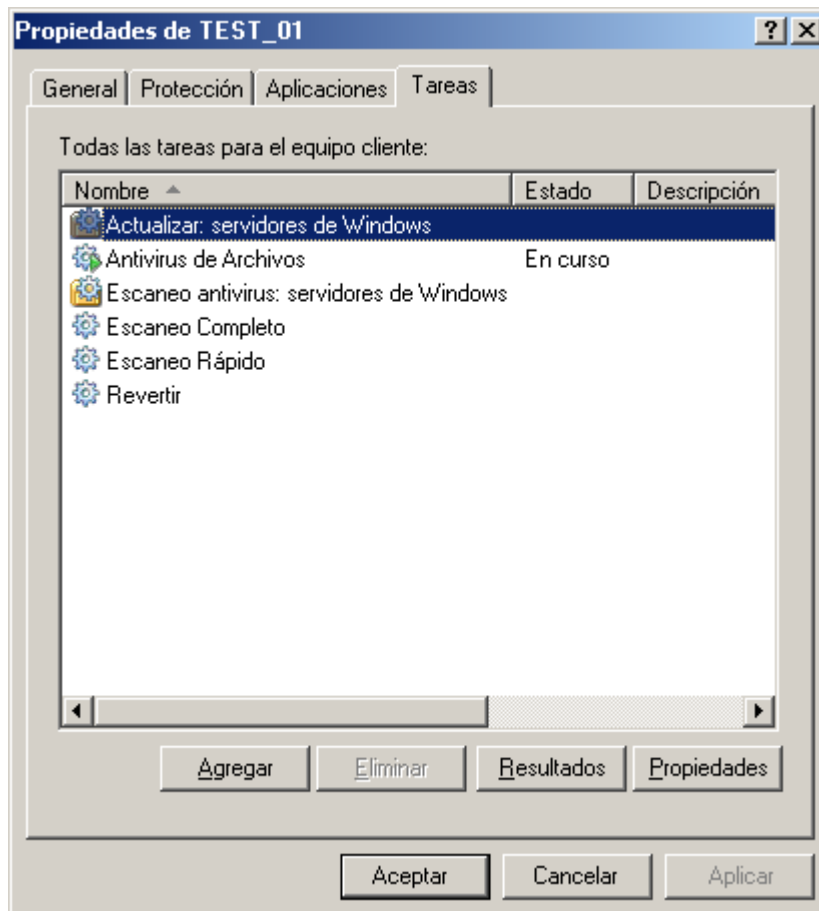 Propiedades de TEST_01
General Protección Aplicaciones Tareas
Todas las tareas para el equipo cliente:
Nombre Estado Descripción
Actualizar: servidores de Windows
Antivirus de Archivos En curso
Escaneo antivirus: servidores de Windows
Escaneo Completo
Escaneo Rápido
Revertir
Agregar Eliminar Resultados Propiedades
Aceptar Cancelar Aplicar